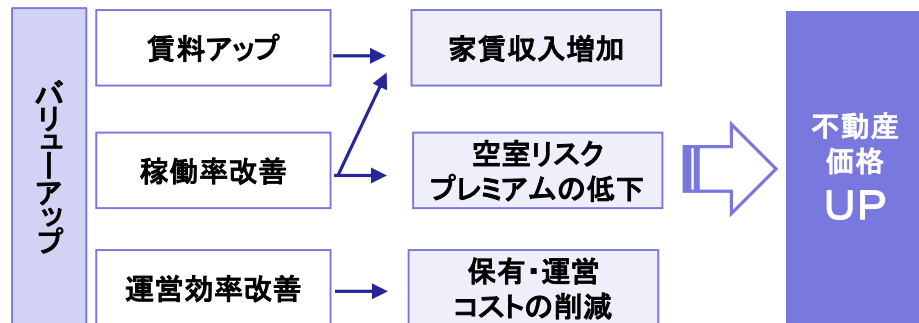 バリューアップ
賃料アップ
家賃収入増加
稼働率改善
空室リスク
プレミアムの低下
運営効率改善
保有・運営
コストの削減
不動産
価格
UP